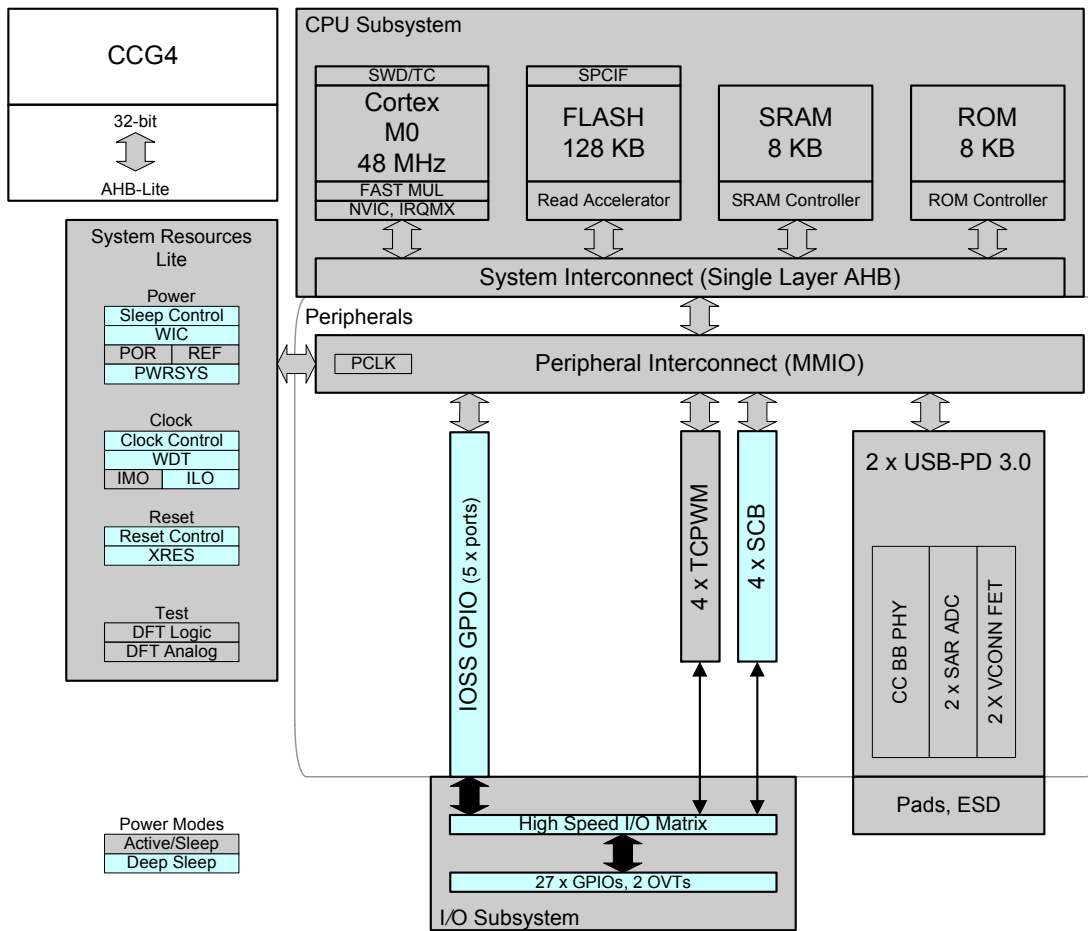 CCG4
32-bit
AHB-Lite
CPU Subsystem
SWD/TC
Cortex
M0
48 MHz
FAST MUL
NVIC, IRQMX
SPCIF
FLASH
128 KB
Read Accelerator
SRAM
8 KB
SRAM Controller
ROM
8 KB
ROM Controller
System Interconnect (Single Layer AHB)
System Resources
Lite
Power
Sleep Control
WIC
POR
REF
PWRSYS
Clock
Clock Control
WDT
IMO
ILO
Reset
Reset Control
XRES
Test
DFT Logic
DFT Analog
Peripherals
PCLK
Peripheral Interconnect (MMIO)
IOSS GPIO (5 x ports)
4 x TCPWM
4 x SCB
2 x USB-PD 3.0
CC BB PHY
2 x SAR ADC
2 X VCONN FET
Pads, ESD
High Speed I/O Matrix
27 x GPIOs, 2 OVTs
I/O Subsystem
Power Modes
Active/Sleep
Deep Sleep